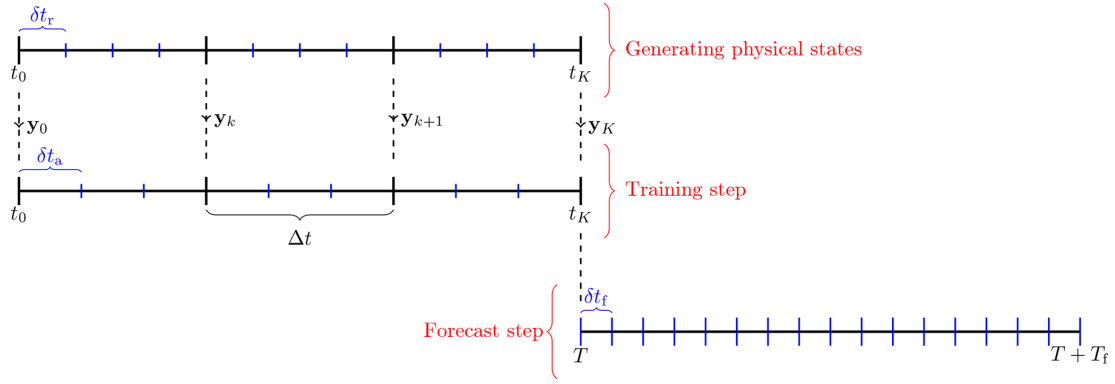 δt_r
Generating physical states
t_0
t_K
y_0
y_k
y_{k+1}
y_K
δt_a
Training step
t_0
t_K
Δt
δt_f
Forecast step
T
T + T_f